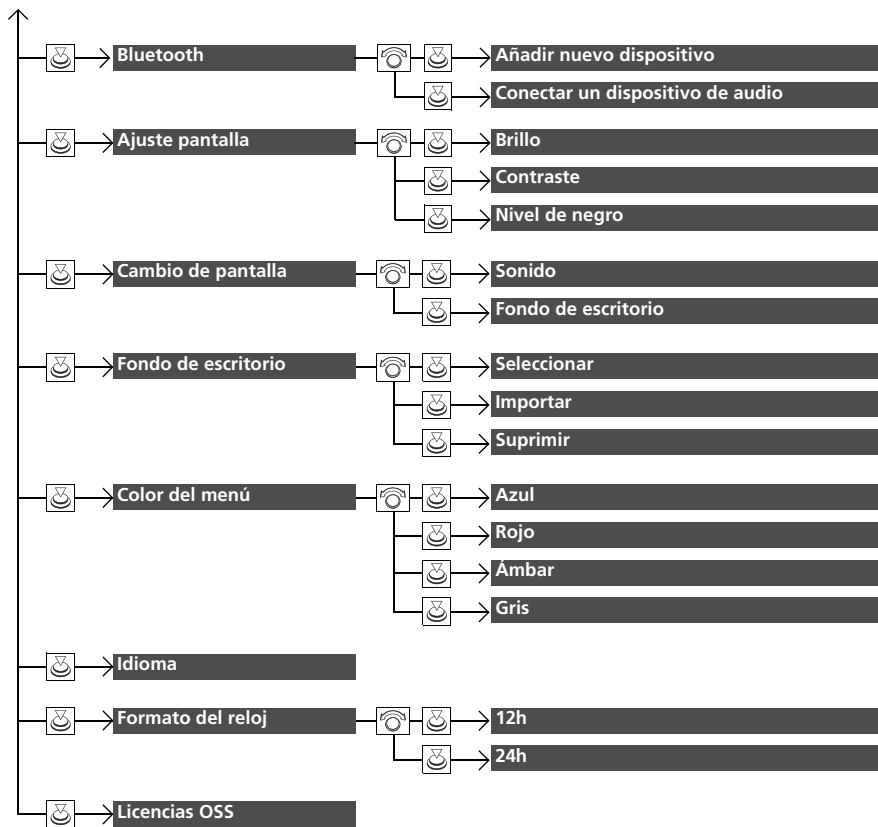 Bluetooth
Añadir nuevo dispositivo
Conectar un dispositivo de audio
Ajuste pantalla
Brillo
Contraste
Nivel de negro
Cambio de pantalla
Sonido
Fondo de escritorio
Fondo de escritorio
Seleccionar
Importar
Suprimir
Color del menú
Azul
Rojo
Ámbar
Gris
Idioma
Formato del reloj
12h
24h
Licencias OSS